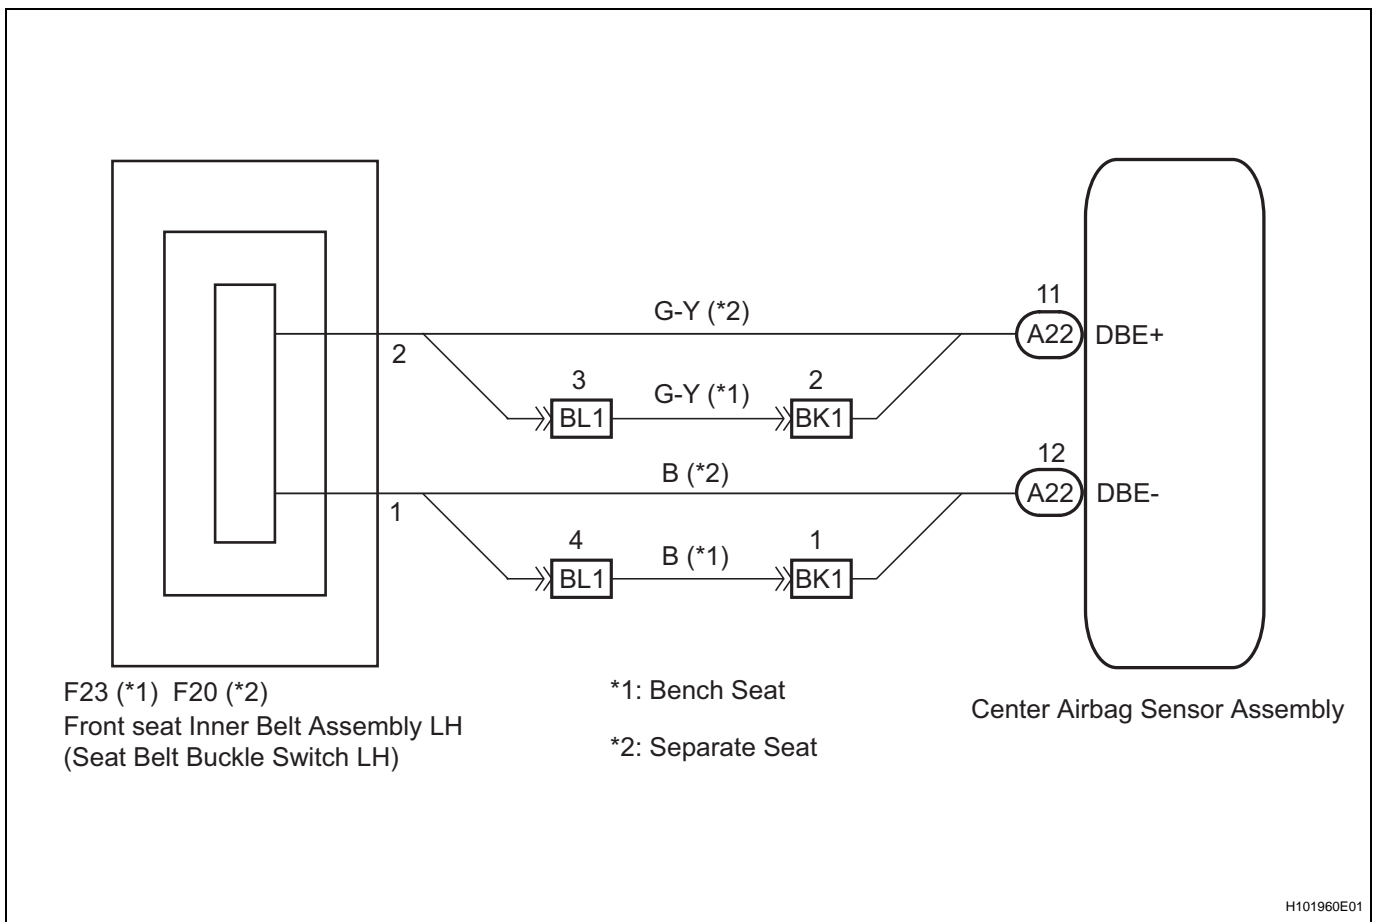 G-Y (*2)
11
A22
DBE+
2
3
G-Y (*1)
2
BL1
BK1
B (*2)
12
A22
DBE-
1
4
B (*1)
1
BL1
BK1
F23 (*1) F20 (*2)
Front seat Inner Belt Assembly LH
(Seat Belt Buckle Switch LH)
*1: Bench Seat
*2: Separate Seat
Center Airbag Sensor Assembly
H101960E01